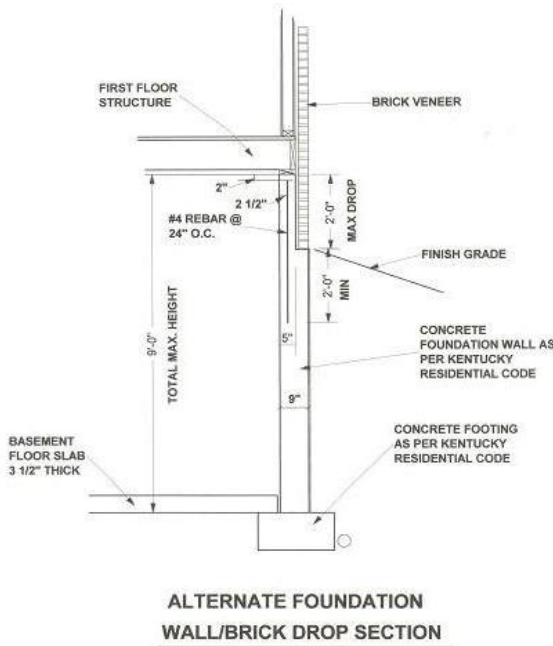 FIRST FLOOR
STRUCTURE
BRICK VENEER
2"
2 1/2"
#4 REBAR @
24" O.C.
2'-0"
MAX DROP
FINISH GRADE
2'-0"
MIN
9'-0"
TOTAL MAX. HEIGHT
5"
CONCRETE
FOUNDATION WALL AS
PER KENTUCKY
RESIDENTIAL CODE
9"
BASEMENT
FLOOR SLAB
3 1/2" THICK
CONCRETE FOOTING
AS PER KENTUCKY
RESIDENTIAL CODE
ALTERNATE FOUNDATION
WALL/BRICK DROP SECTION